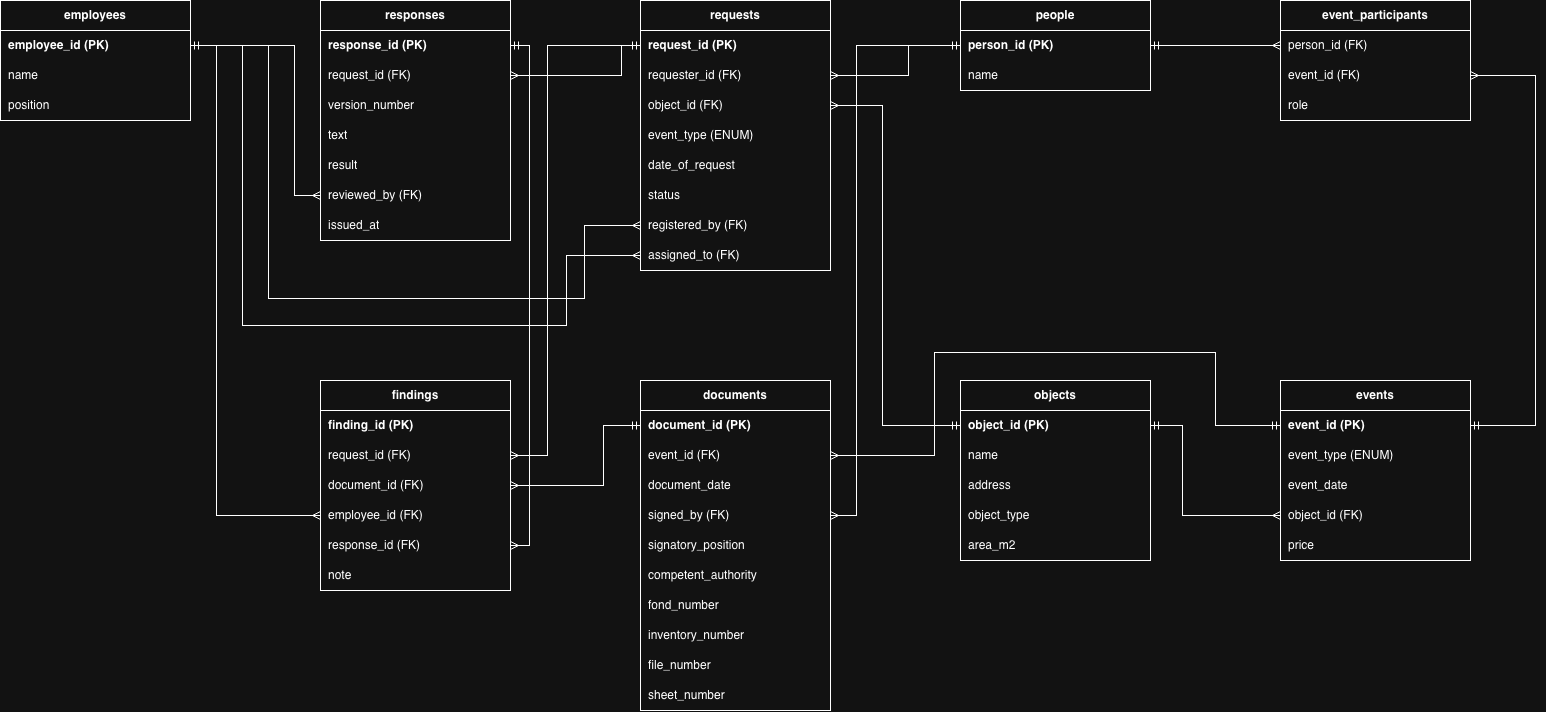 employees
employee_id (PK)
name
position
responses
response_id (PK)
request_id (FK)
version_number
text
result
reviewed_by (FK)
issued_at
requests
request_id (PK)
requester_id (FK)
object_id (FK)
event_type (ENUM)
date_of_request
status
registered_by (FK)
assigned_to (FK)
people
person_id (PK)
name
event_participants
person_id (FK)
event_id (FK)
role
findings
finding_id (PK)
request_id (FK)
document_id (FK)
employee_id (FK)
response_id (FK)
note
documents
document_id (PK)
event_id (FK)
document_date
signed_by (FK)
signatory_position
competent_authority
fond_number
inventory_number
file_number
sheet_number
objects
object_id (PK)
name
address
object_type
area_m2
events
event_id (PK)
event_type (ENUM)
event_date
object_id (FK)
price